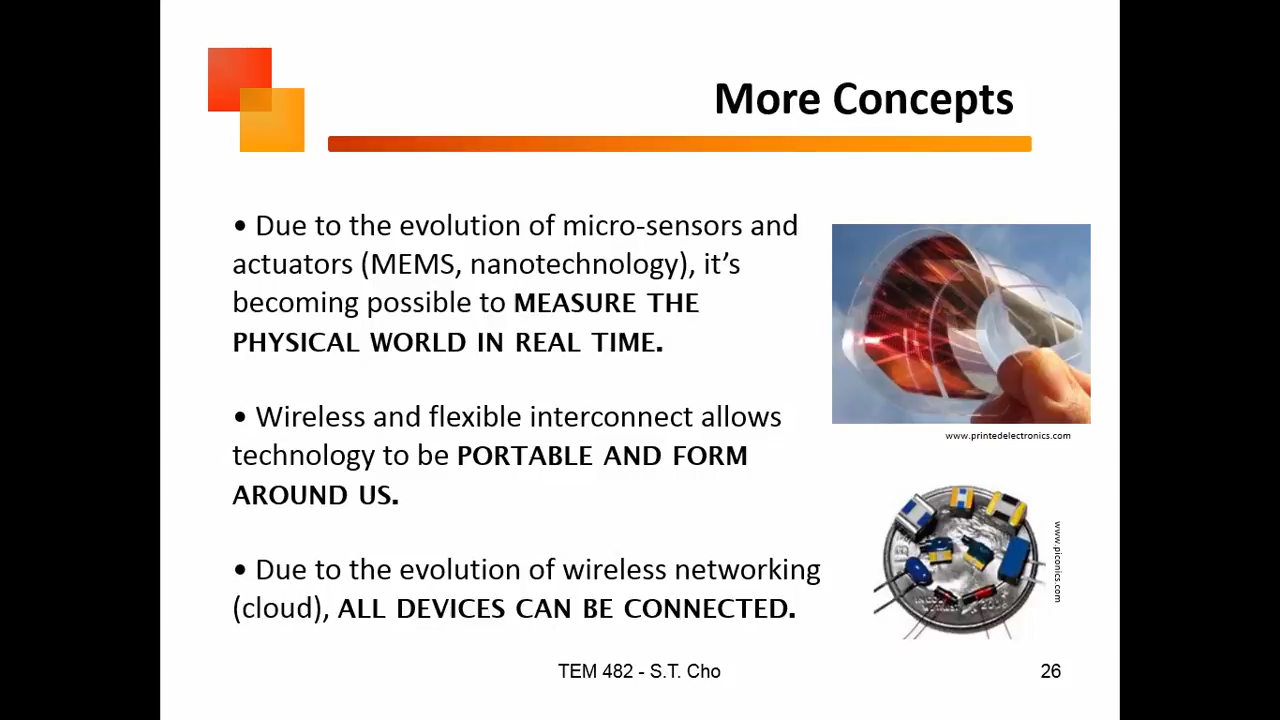 More Concepts
• Due to the evolution of micro-sensors and
actuators (MEMS, nanotechnology), it’s
becoming possible to MEASURE THE
PHYSICAL WORLD IN REAL TIME.
• Wireless and flexible interconnect allows
technology to be PORTABLE AND FORM
AROUND US.
• Due to the evolution of wireless networking
(cloud), ALL DEVICES CAN BE CONNECTED.
www.printedelectronics.com
www.piconics.com
TEM 482 - S.T. Cho
26